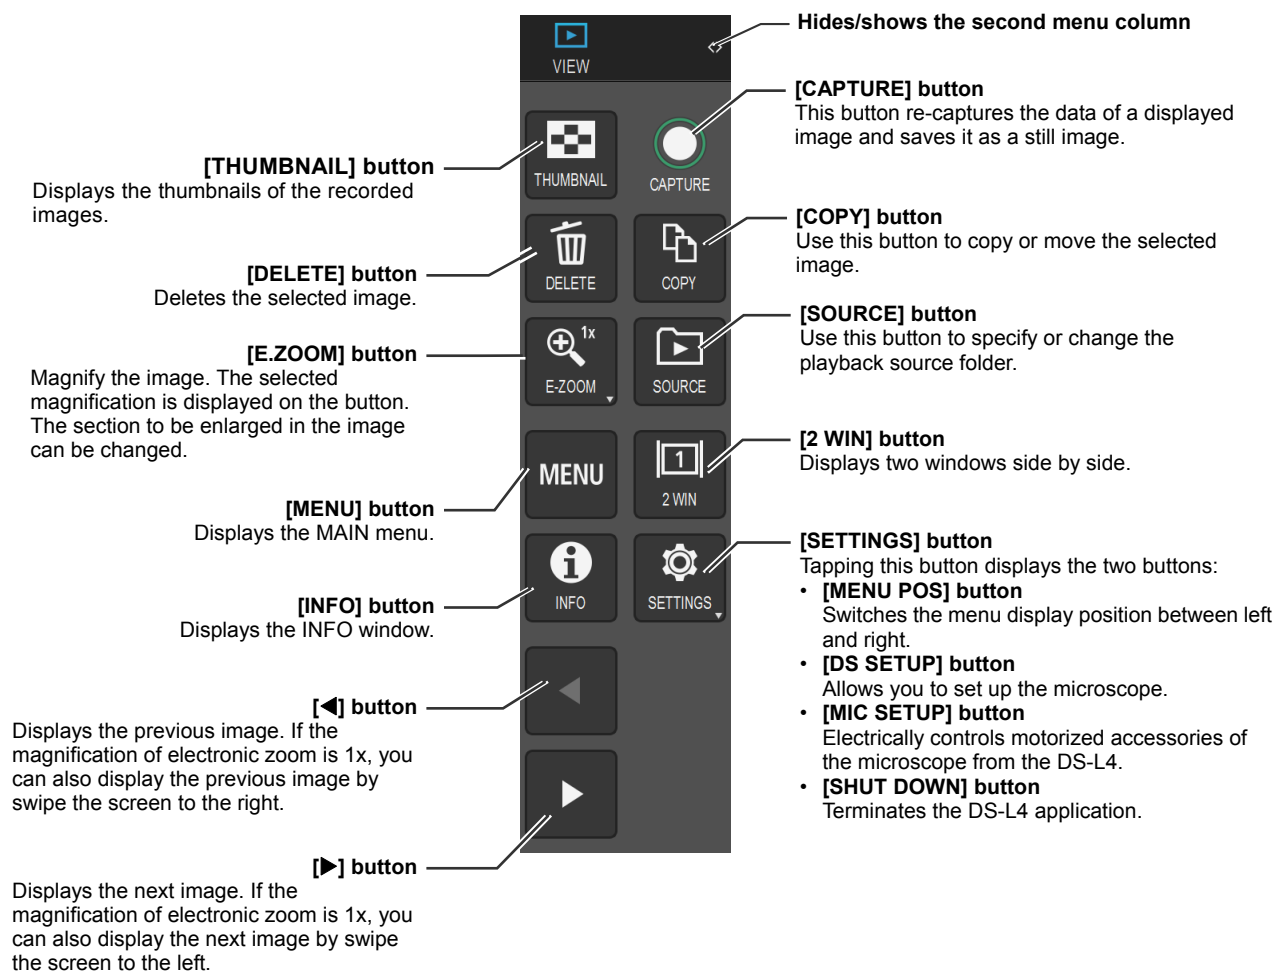 Hides/shows the second menu column
VIEW
[CAPTURE] button
This button re-captures the data of a displayed
image and saves it as a still image.
[THUMBNAIL] button
Displays the thumbnails of the recorded
images.
THUMBNAIL
CAPTURE
[COPY] button
Use this button to copy or move the selected
image.
[DELETE] button
Deletes the selected image.
DELETE
COPY
[SOURCE] button
Use this button to specify or change the
playback source folder.
[E.ZOOM] button
Magnify the image. The selected
magnification is displayed on the button.
The section to be enlarged in the image
can be changed.
1x
E-ZOOM
SOURCE
[2 WIN] button
Displays two windows side by side.
MENU
1
2 WIN
[MENU] button
Displays the MAIN menu.
[SETTINGS] button
Tapping this button displays the two buttons:
• [MENU POS] button
Switches the menu display position between left
and right.
• [DS SETUP] button
Allows you to set up the microscope.
• [MIC SETUP] button
Electrically controls motorized accessories of
the microscope from the DS-L4.
• [SHUT DOWN] button
Terminates the DS-L4 application.
INFO
SETTINGS
[INFO] button
Displays the INFO window.
[◀] button
Displays the previous image. If the
magnification of electronic zoom is 1x, you
can also display the previous image by
swipe the screen to the right.
[▶] button
Displays the next image. If the
magnification of electronic zoom is 1x, you
can also display the next image by swipe
the screen to the left.